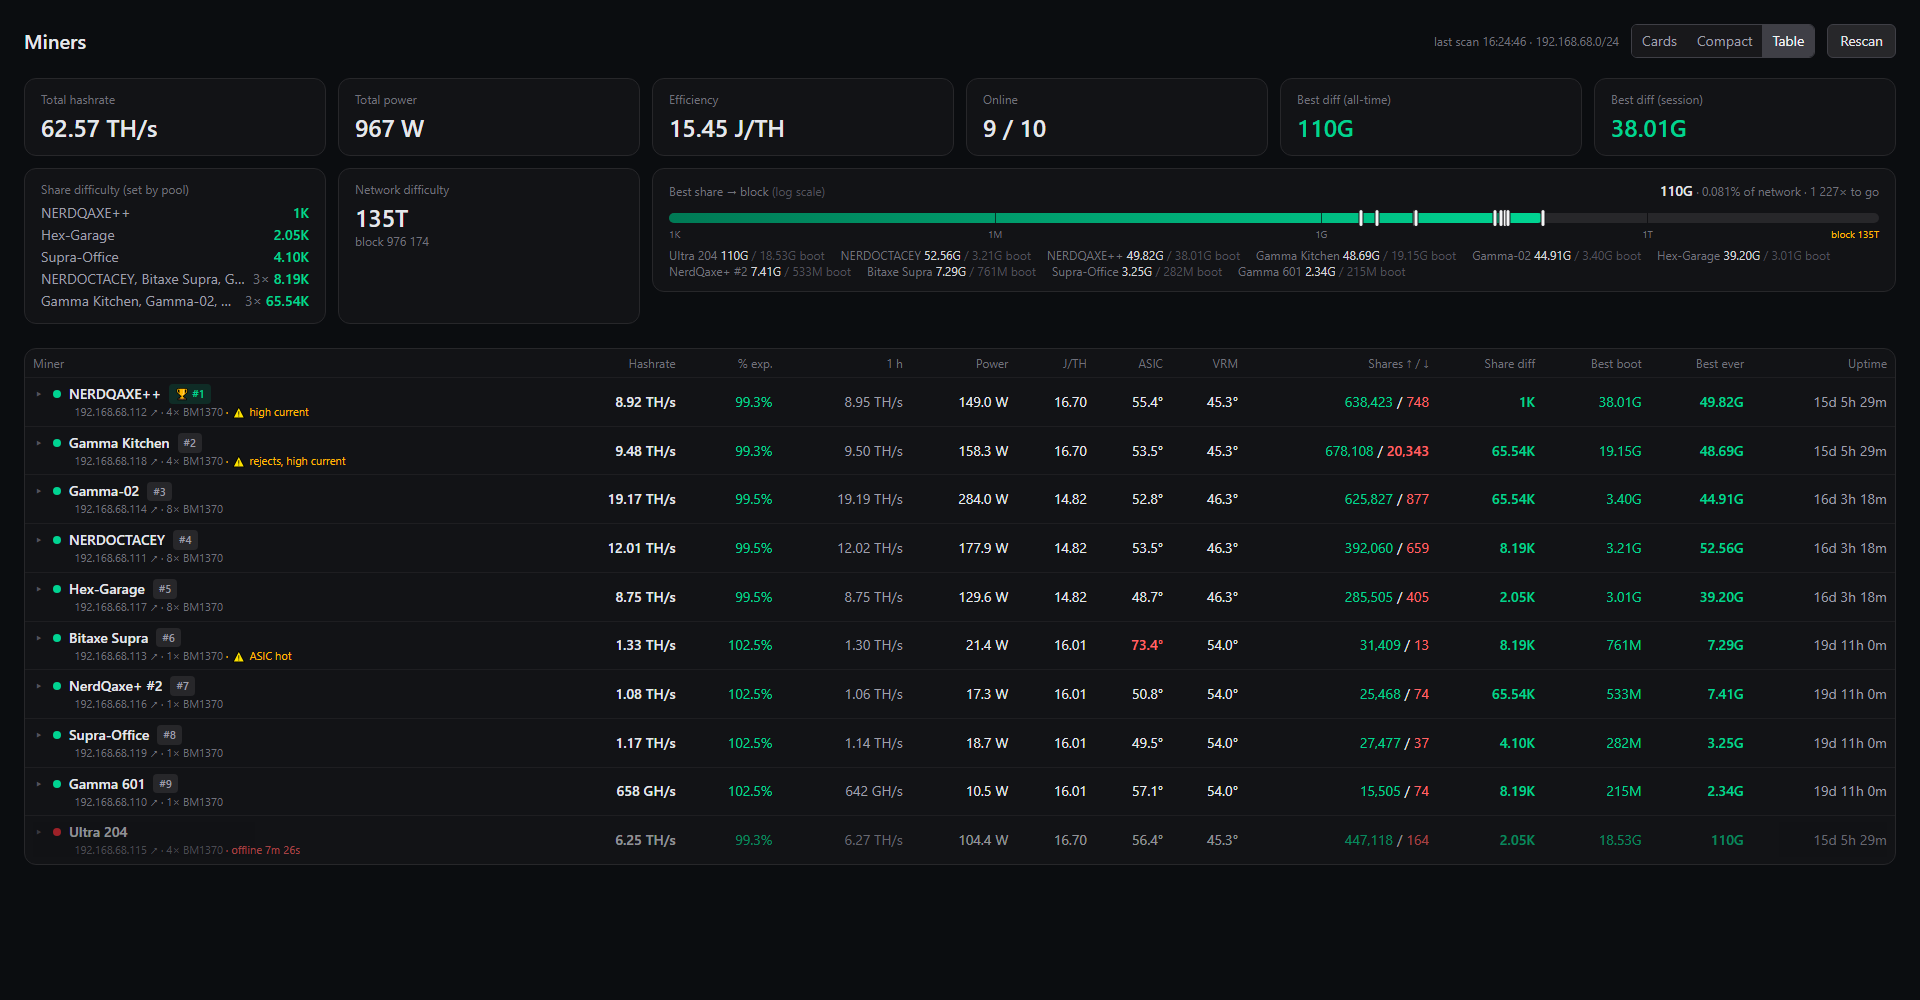 Miners
last scan 16:24:46 · 192.168.68.0/24 Cards Compact Table Rescan
Total hashrate
62.57 TH/s
Total power
967 W
Efficiency
15.45 J/TH
Online
9 / 10
Best diff (all-time)
110G
Best diff (session)
38.01G
Share difficulty (set by pool)
NERDQAXE++ 1K
Hex-Garage 2.05K
Supra-Office 4.10K
NERDOCTACEY, Bitaxe Supra, G... 3× 8.19K
Gamma Kitchen, Gamma-02, ... 3× 65.54K
Network difficulty
135T
block 976 174
Best share → block (log scale) 110G · 0.081% of network · 1 227× to go
1K 1M 1G 1T block 135T
Ultra 204 110G / 18.53G boot NERDOCTACEY 52.56G / 3.21G boot NERDQAXE++ 49.82G / 38.01G boot Gamma Kitchen 48.69G / 19.15G boot Gamma-02 44.91G / 3.40G boot Hex-Garage 39.20G / 3.01G boot
NerdQaxe+ #2 7.41G / 533M boot Bitaxe Supra 7.29G / 761M boot Supra-Office 3.25G / 282M boot Gamma 601 2.34G / 215M boot
Miner Hashrate % exp. 1 h Power J/TH ASIC VRM Shares ↑ / ↓ Share diff Best boot Best ever Uptime
NERDQAXE++ 🏆 #1 8.92 TH/s 99.3% 8.95 TH/s 149.0 W 16.70 55.4° 45.3° 638,423 / 748 1K 38.01G 49.82G 15d 5h 29m
192.168.68.112 ↗ · 4× BM1370 · ⚠ high current
Gamma Kitchen #2 9.48 TH/s 99.3% 9.50 TH/s 158.3 W 16.70 53.5° 45.3° 678,108 / 20,343 65.54K 19.15G 48.69G 15d 5h 29m
192.168.68.118 ↗ · 4× BM1370 · ⚠ rejects, high current
Gamma-02 #3 19.17 TH/s 99.5% 19.19 TH/s 284.0 W 14.82 52.8° 46.3° 625,827 / 877 65.54K 3.40G 44.91G 16d 3h 18m
192.168.68.114 ↗ · 8× BM1370
NERDOCTACEY #4 12.01 TH/s 99.5% 12.02 TH/s 177.9 W 14.82 53.5° 46.3° 392,060 / 659 8.19K 3.21G 52.56G 16d 3h 18m
192.168.68.111 ↗ · 8× BM1370
Hex-Garage #5 8.75 TH/s 99.5% 8.75 TH/s 129.6 W 14.82 48.7° 46.3° 285,505 / 405 2.05K 3.01G 39.20G 16d 3h 18m
192.168.68.117 ↗ · 8× BM1370
Bitaxe Supra #6 1.33 TH/s 102.5% 1.30 TH/s 21.4 W 16.01 73.4° 54.0° 31,409 / 13 8.19K 761M 7.29G 19d 11h 0m
192.168.68.113 ↗ · 1× BM1370 · ⚠ ASIC hot
NerdQaxe+ #2 #7 1.08 TH/s 102.5% 1.06 TH/s 17.3 W 16.01 50.8° 54.0° 25,468 / 74 65.54K 533M 7.41G 19d 11h 0m
192.168.68.116 ↗ · 1× BM1370
Supra-Office #8 1.17 TH/s 102.5% 1.14 TH/s 18.7 W 16.01 49.5° 54.0° 27,477 / 37 4.10K 282M 3.25G 19d 11h 0m
192.168.68.119 ↗ · 1× BM1370
Gamma 601 #9 658 GH/s 102.5% 642 GH/s 10.5 W 16.01 57.1° 54.0° 15,505 / 74 8.19K 215M 2.34G 19d 11h 0m
192.168.68.110 ↗ · 1× BM1370
Ultra 204 6.25 TH/s 99.3% 6.27 TH/s 104.4 W 16.70 56.4° 45.3° 447,118 / 164 2.05K 18.53G 110G 15d 5h 29m
192.168.68.115 ↗ · 4× BM1370 · offline 7m 26s